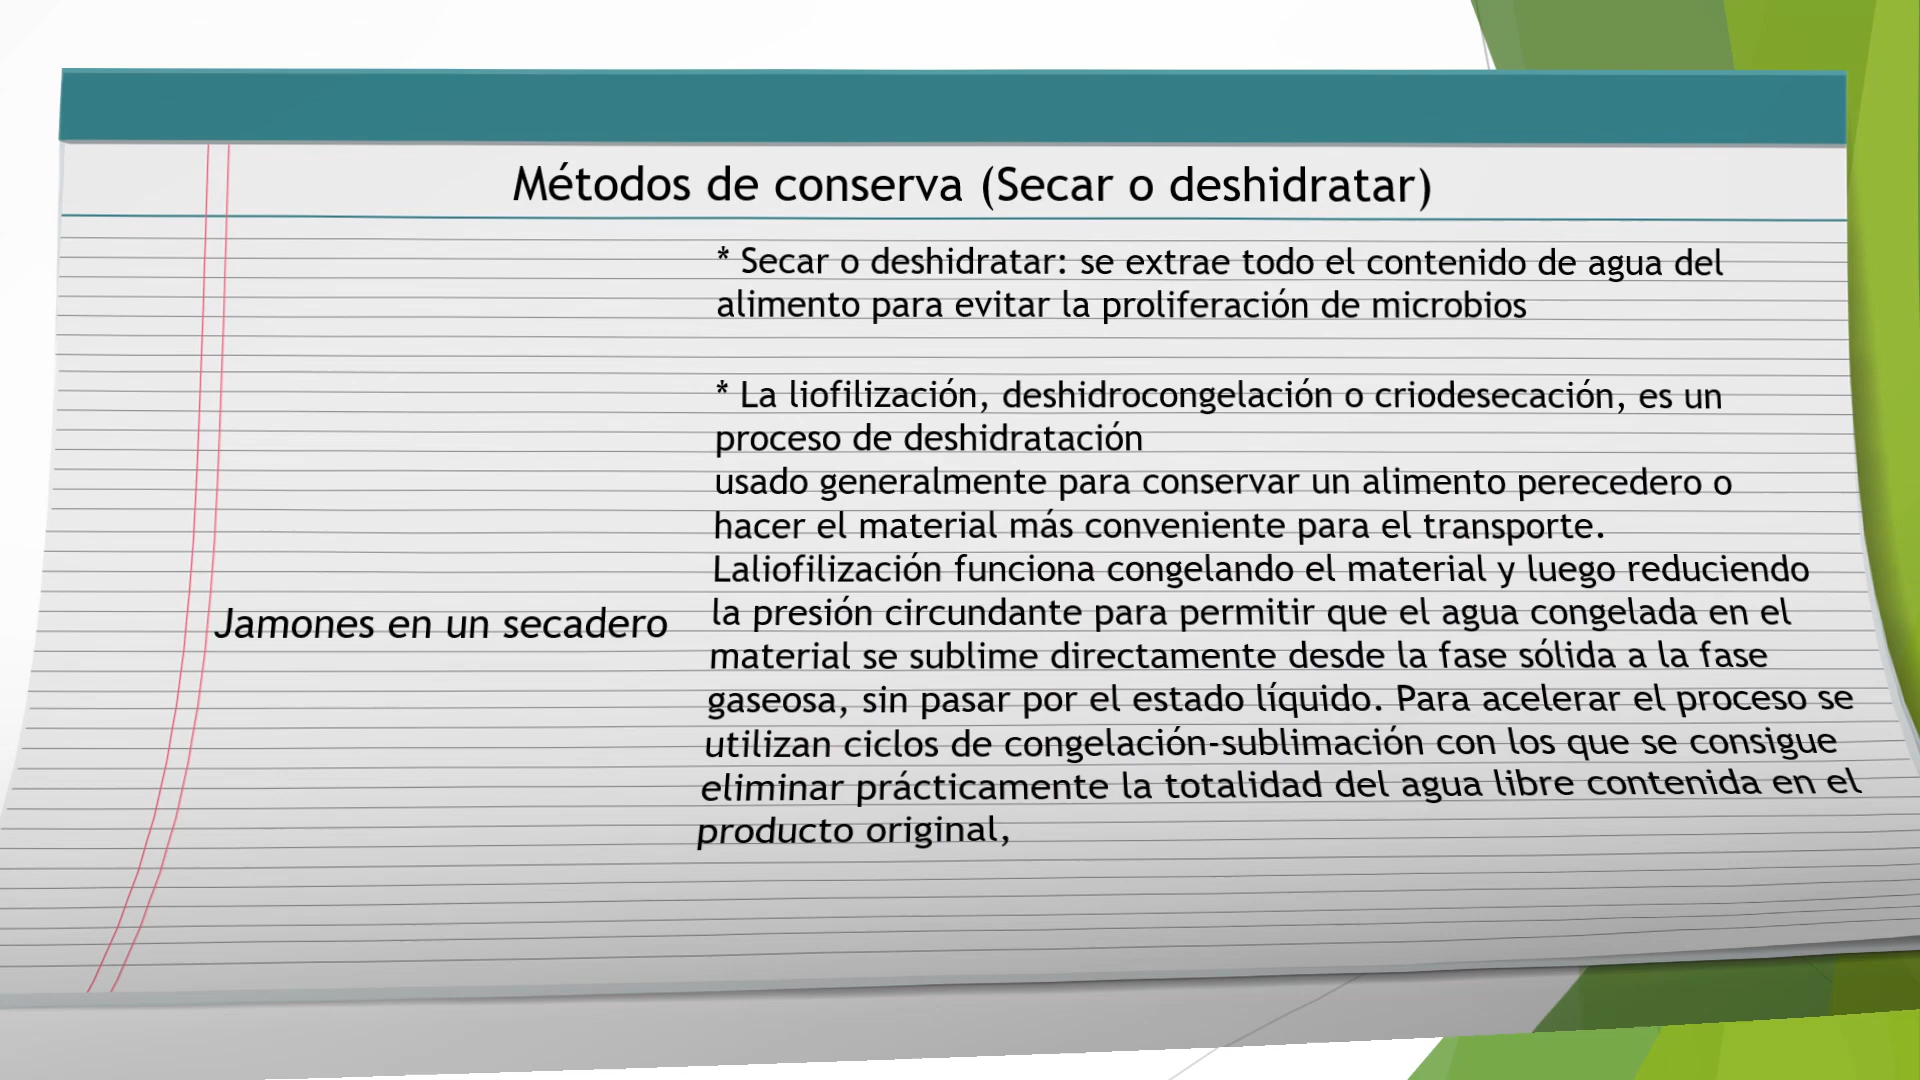 Métodos de conserva (Secar o deshidratar)
* Secar o deshidratar: se extrae todo el contenido de agua del
alimento para evitar la proliferación de microbios
* La liofilización, deshidrocongelación o criodesecación, es un
proceso de deshidratación
usado generalmente para conservar un alimento perecedero o
hacer el material más conveniente para el transporte.
Laliofilización funciona congelando el material y luego reduciendo
la presión circundante para permitir que el agua congelada en el
material se sublime directamente desde la fase sólida a la fase
gaseosa, sin pasar por el estado líquido. Para acelerar el proceso se
utilizan ciclos de congelación-sublimación con los que se consigue
eliminar prácticamente la totalidad del agua libre contenida en el
producto original,
Jamones en un secadero